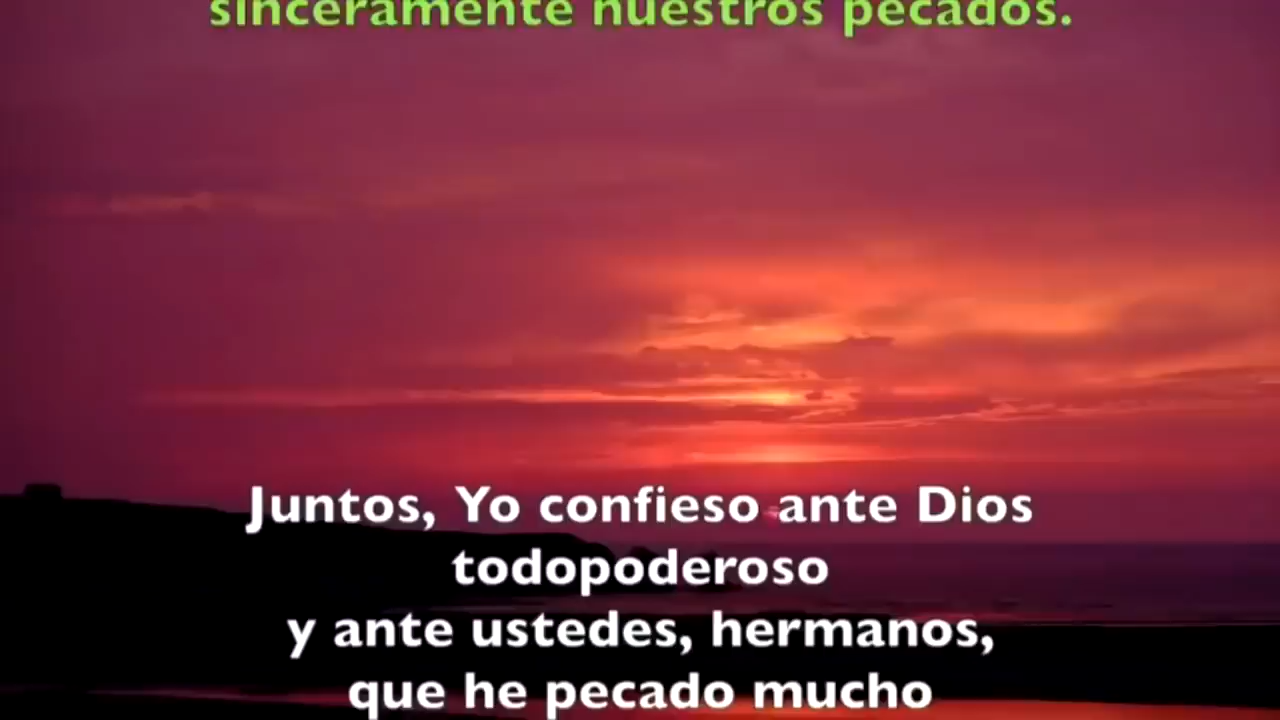 sinceramente nuestros pecados.
Juntos, Yo confieso ante Dios
todopoderoso
y ante ustedes, hermanos,
que he pecado mucho